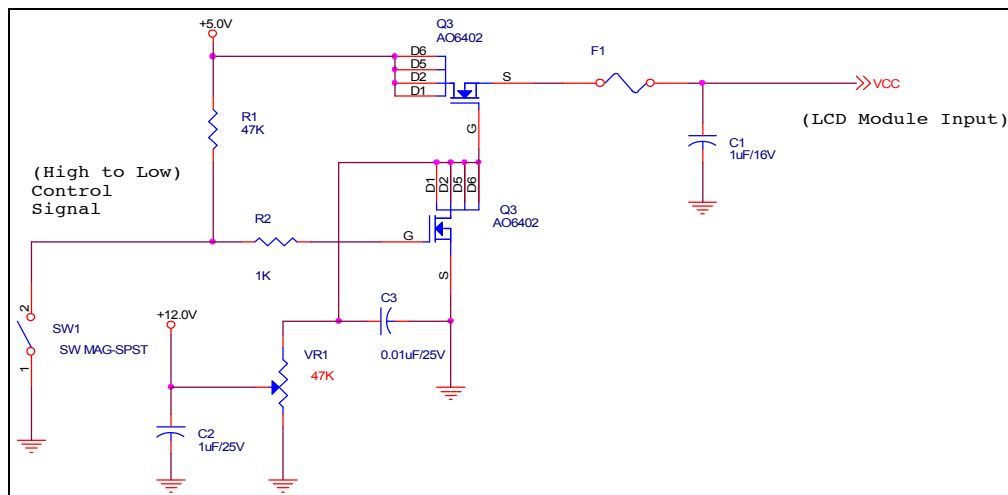 +5.0V
Q3
AO6402
D6
D5
D2
D1
S
G
F1
VCC
(LCD Module Input)
C1
1uF/16V
R1
47K
(High to Low)
Control
Signal
D1
D2
D5
D6
Q3
AO6402
R2
1K
G
S
2
1
SW1
SW MAG-SPST
+12.0V
C3
0.01uF/25V
VR1
47K
C2
1uF/25V